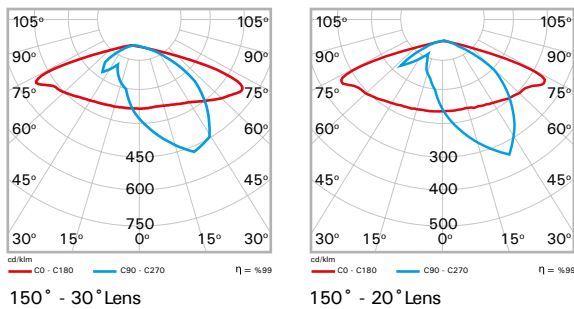 105° 105°
90° 90°
75° 75°
60° 60°
450
45° 600 45°
750
30° 15° 0° 15° 30°
cd/klm
C0 - C180 C90 - C270 η = %99
150° - 30° Lens
105° 105°
90° 90°
75° 75°
60° 60°
300
45° 400 45°
500
30° 15° 0° 15° 30°
cd/klm
C0 - C180 C90 - C270 η = %99
150° - 20° Lens